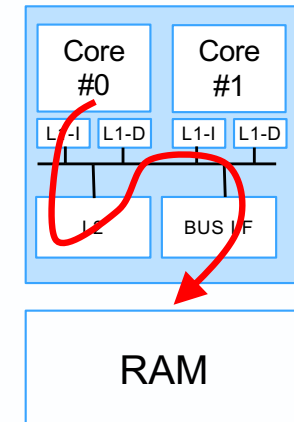 Core
#0
Core
#1
L1-I
L1-D
L1-I
L1-D
L2
BUS I/F
RAM